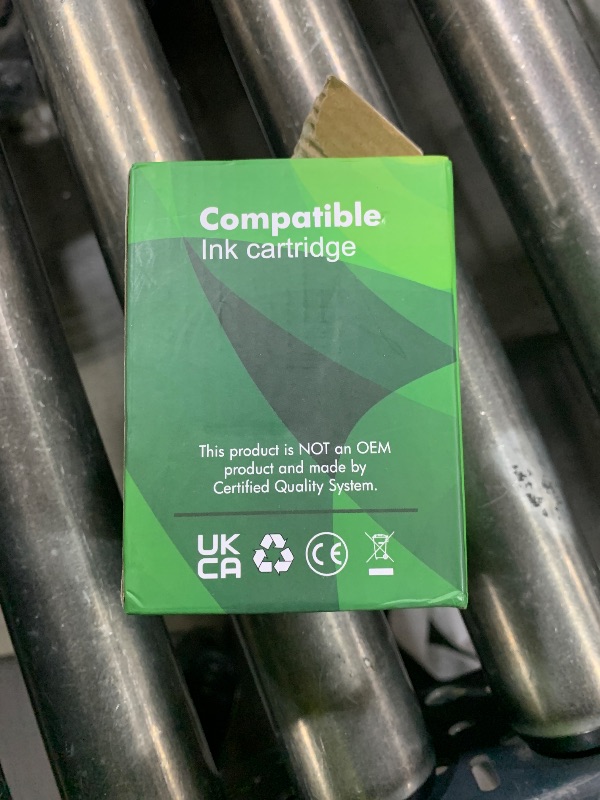 Compatible
Ink cartridge
This product is NOT an OEM
product and made by
Certified Quality System.
UK
CA
CE